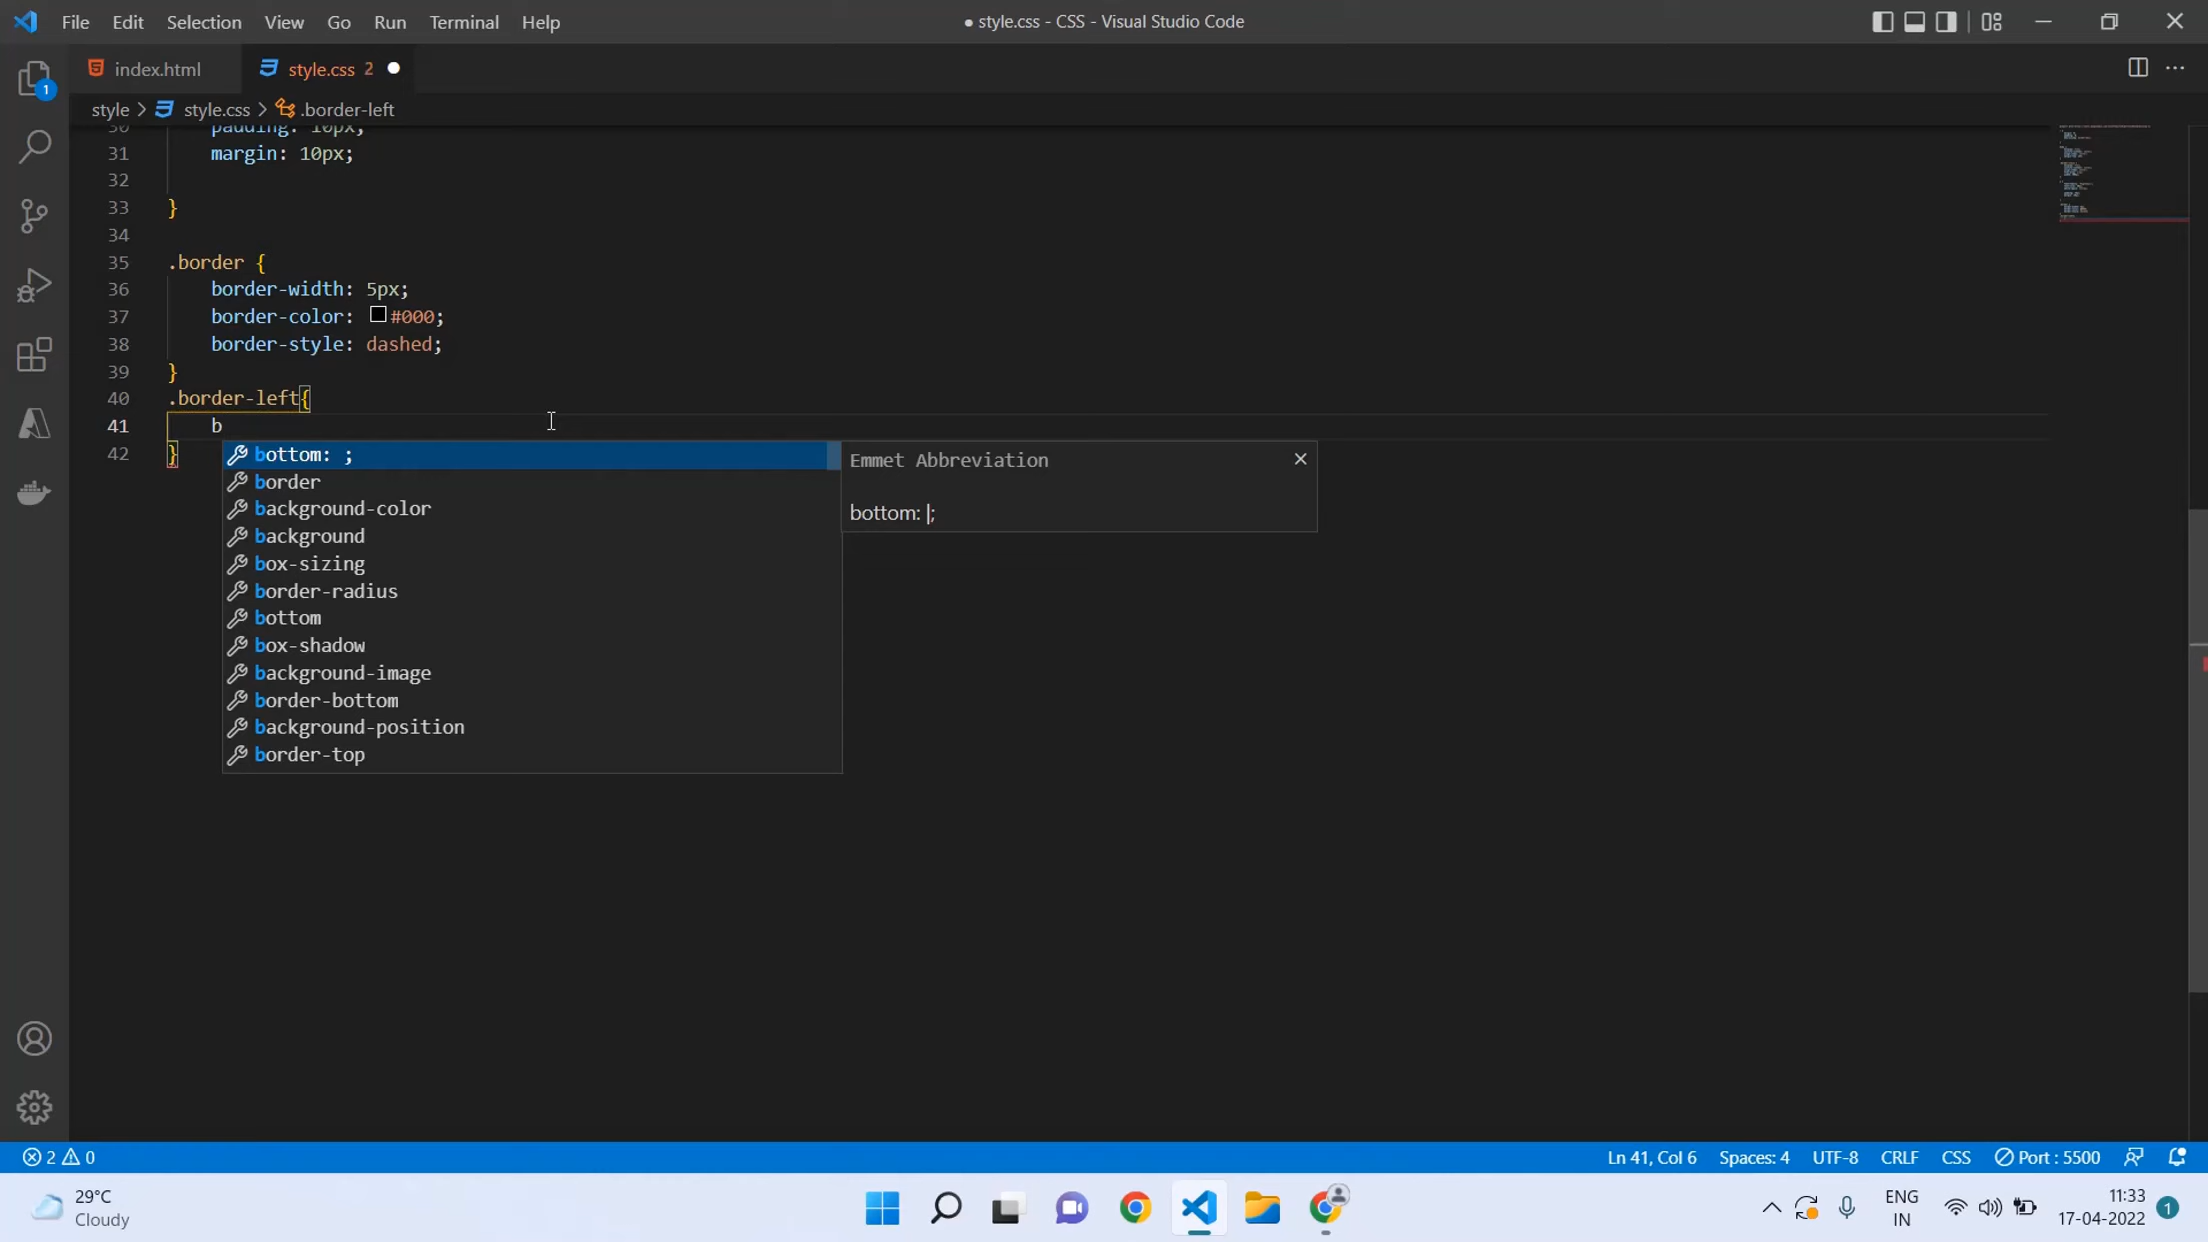 File Edit Selection View Go Run Terminal Help
● style.css - CSS - Visual Studio Code
index.html
style.css 2 ●
style > style.css > .border-left
1
30 padding: 10px;
31 margin: 10px;
32
33 }
34
35 .border {
36 border-width: 5px;
37 border-color: #000;
38 border-style: dashed;
39 }
40 .border-left{
41 b
42 }
bottom: ;
border
background-color
background
box-sizing
border-radius
bottom
box-shadow
background-image
border-bottom
background-position
border-top
Emmet Abbreviation
bottom: |;
2 0
Ln 41, Col 6 Spaces: 4 UTF-8 CRLF CSS Port : 5500
29°C
Cloudy
ENG
IN
11:33
17-04-2022
1